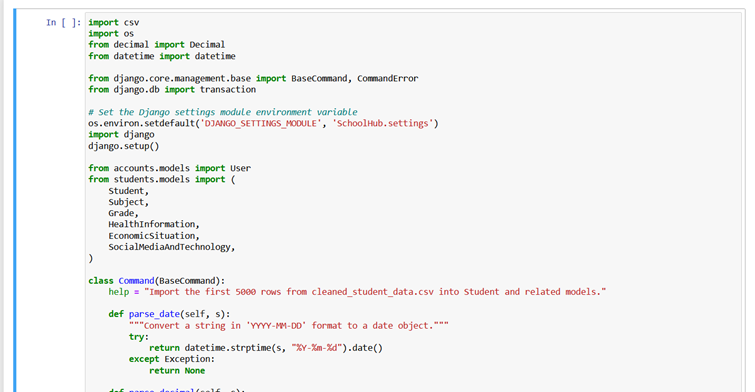 In [ ]: import csv
import os
from decimal import Decimal
from datetime import datetime
from django.core.management.base import BaseCommand, CommandError
from django.db import transaction
# Set the Django settings module environment variable
os.environ.setdefault('DJANGO_SETTINGS_MODULE', 'SchoolHub.settings')
import django
django.setup()
from accounts.models import User
from students.models import (
    Student,
    Subject,
    Grade,
    HealthInformation,
    EconomicSituation,
    SocialMediaAndTechnology,
)
class Command(BaseCommand):
    help = "Import the first 5000 rows from cleaned_student_data.csv into Student and related models."
    def parse_date(self, s):
        """Convert a string in 'YYYY-MM-DD' format to a date object."""
        try:
            return datetime.strptime(s, "%Y-%m-%d").date()
        except Exception:
            return None
    def parse_decimal(self, s):